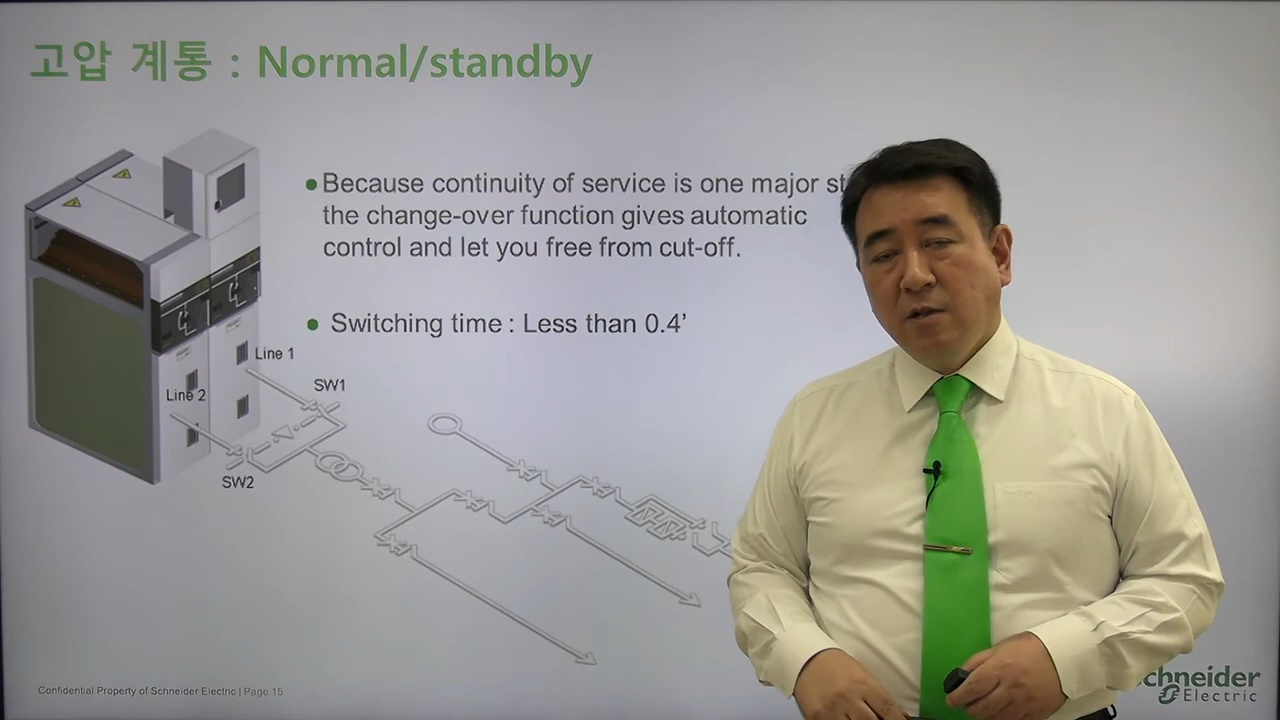 고압 계통 : Normal/standby
Because continuity of service is one major
the change-over function gives automatic
control and let you free from cut-off.
Switching time : Less than 0.4’
Line 1
SW1
Line 2
SW2
Confidential Property of Schneider Electric | Page 15
chneider
Electric